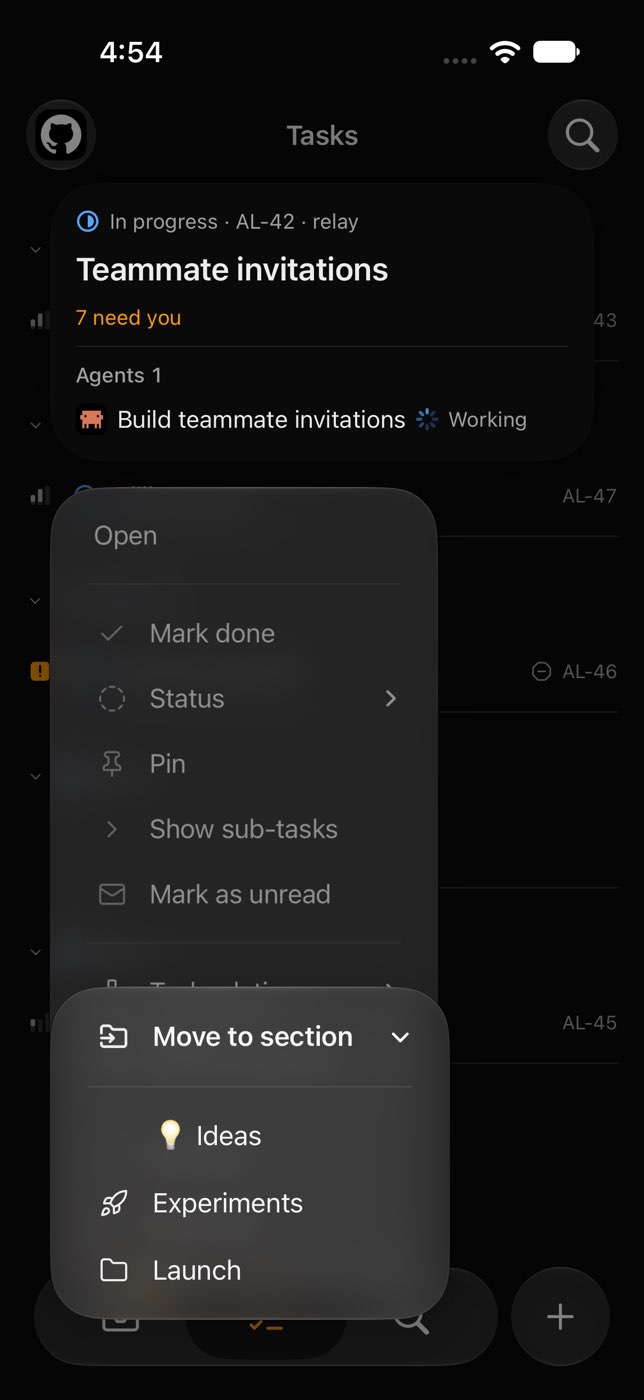 4:54
Tasks
In progress · AL-42 · relay
Teammate invitations
43
7 need you
Agents 1
Build teammate invitations Working
AL-47
Open
Mark done
AL-46
Status
Pin
Show sub-tasks
Mark as unread
AL-45
Move to section
💡 Ideas
Experiments
Launch